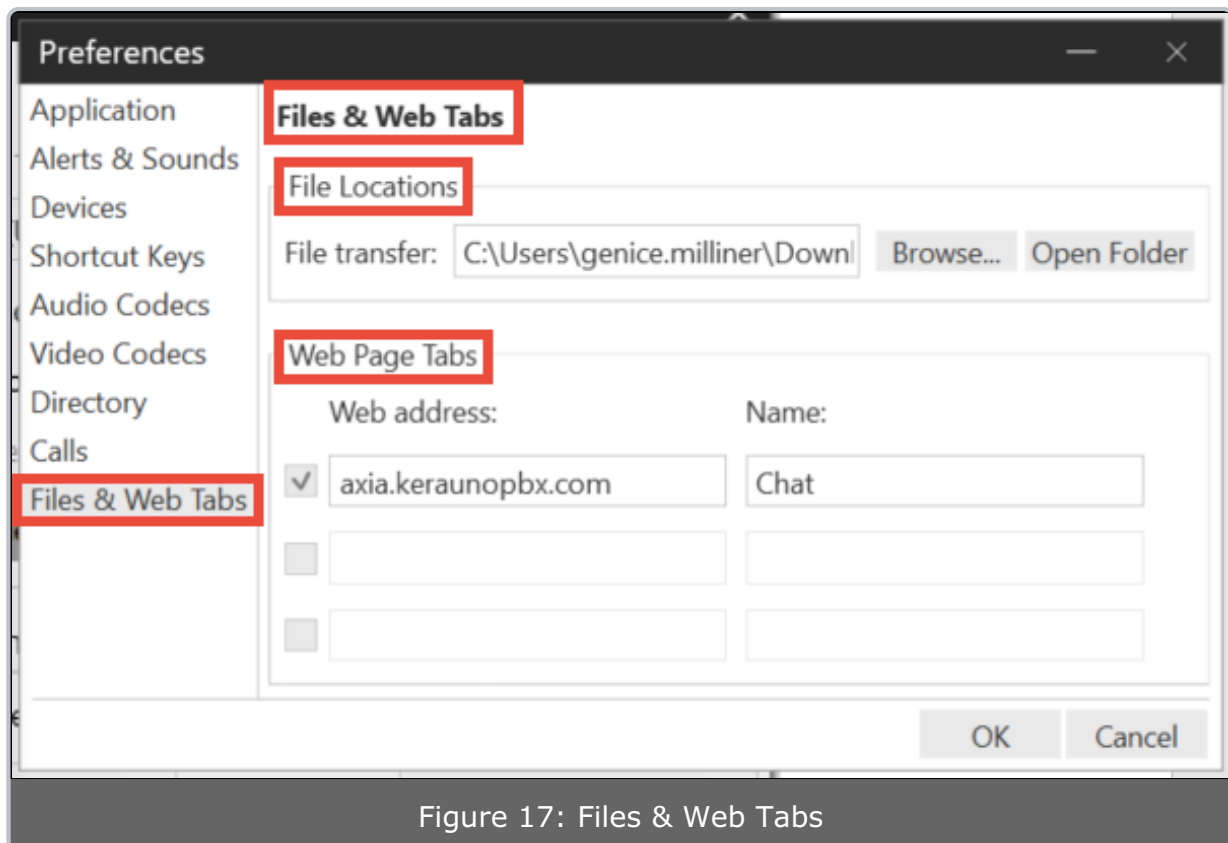 Preferences
Application
Alerts & Sounds
Devices
Shortcut Keys
Audio Codecs
Video Codecs
Directory
Calls
Files & Web Tabs
Files & Web Tabs
File Locations
File transfer: C:\Users\genice.milliner\Downl Browse... Open Folder
Web Page Tabs
Web address: Name:
axia.keraunopbx.com Chat
OK Cancel
Figure 17: Files & Web Tabs